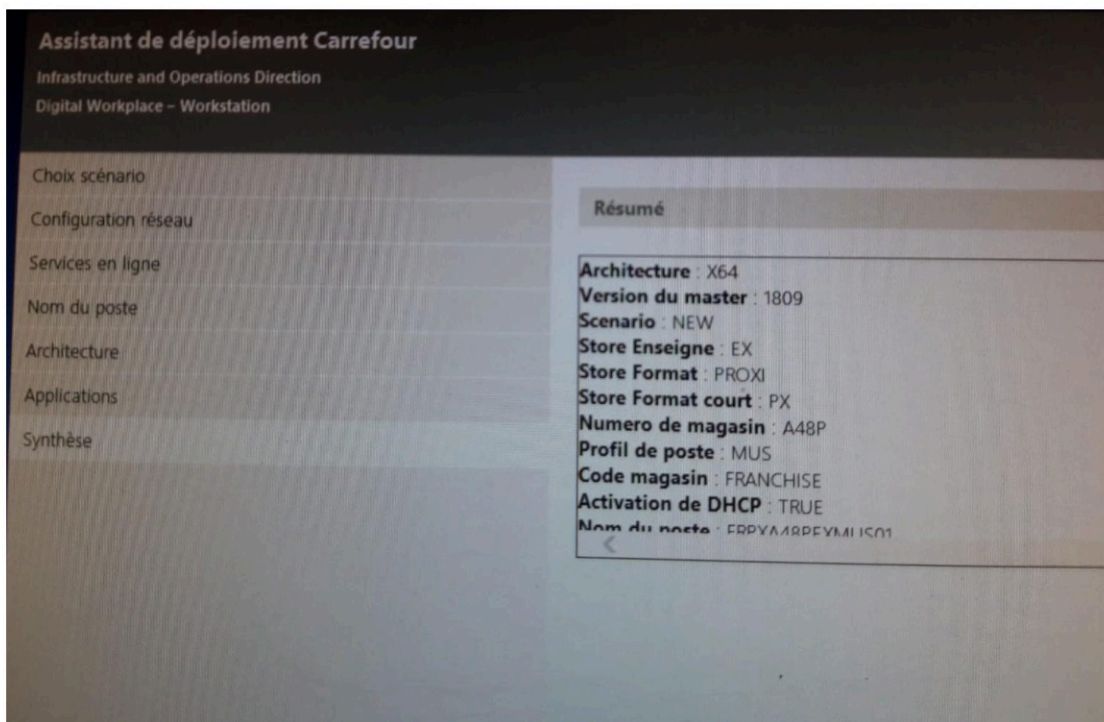 Assistant de déploiement Carrefour
Infrastructure and Operations Direction
Digital Workplace – Workstation
Choix scénario
Configuration réseau
Services en ligne
Nom du poste
Architecture
Applications
Synthèse
Résumé
Architecture : X64
Version du master : 1809
Scenario : NEW
Store Enseigne : EX
Store Format : PROXI
Store Format court : PX
Numero de magasin : A48P
Profil de poste : MUS
Code magasin : FRANCHISE
Activation de DHCP : TRUE
Nom du poste : FRPXA48PEXMUS01